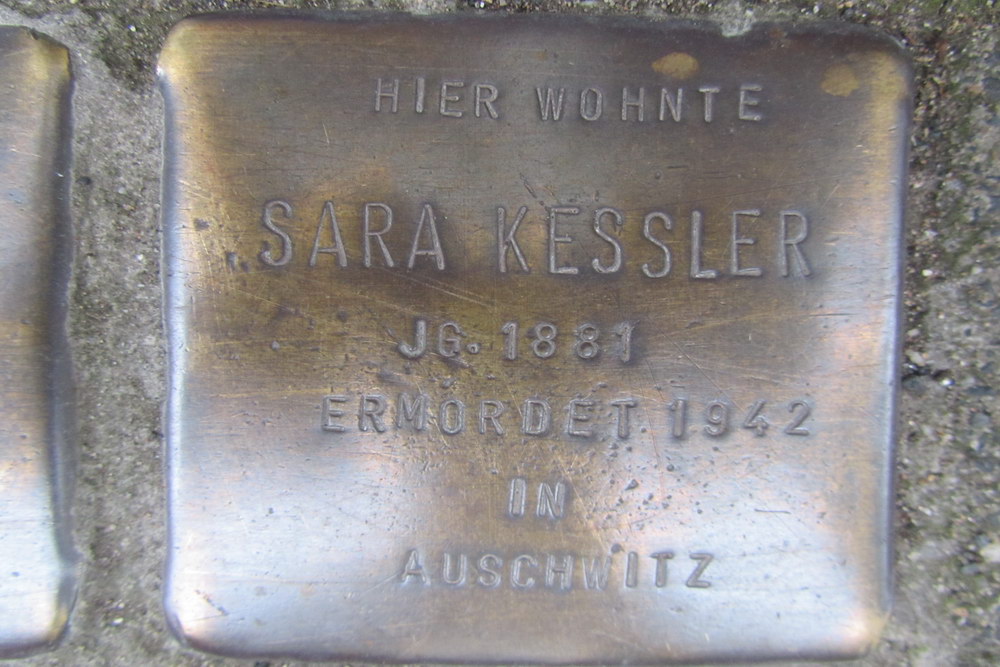 HIER WOHNTE
SARA KESSLER
JG. 1881
ERMORDET 1942
IN
AUSCHWITZ